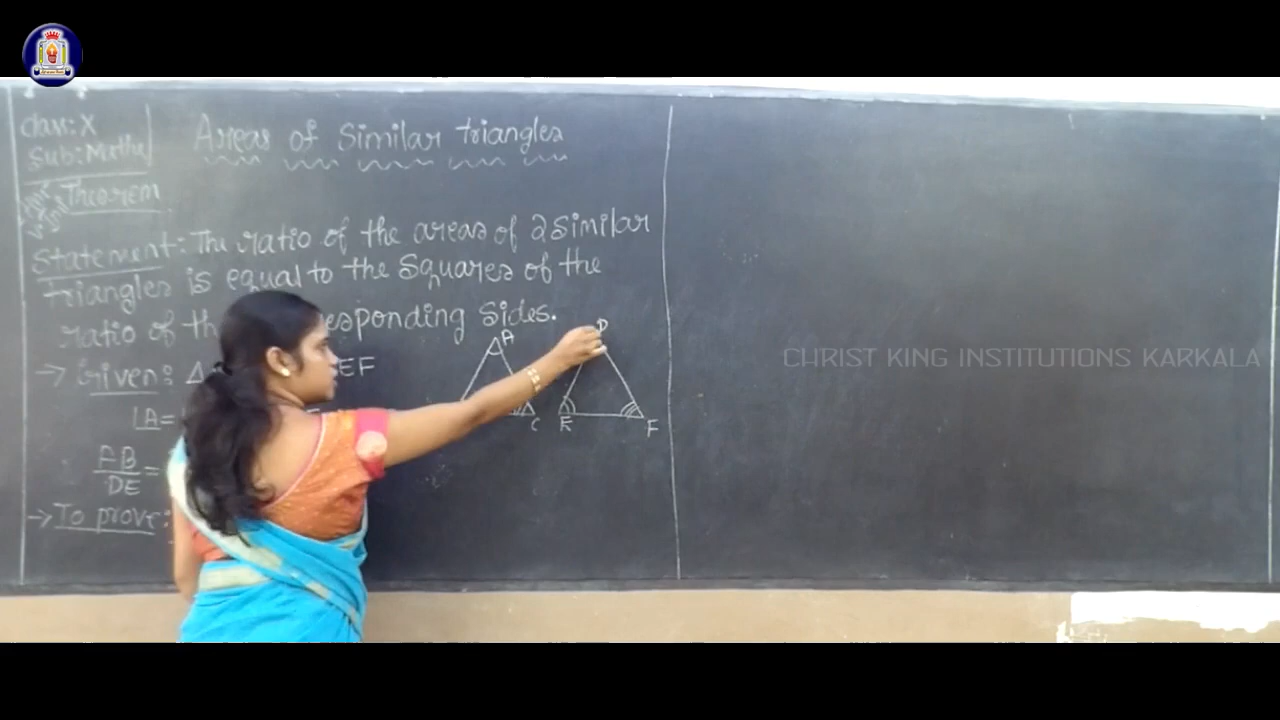 Class: X
Sub: Maths
Areas of Similar triangles
Theorem
Statement: The ratio of the areas of 2 similar
triangles is equal to the squares of the
ratio of esponding sides.
→ Given: Δ EF
∠A=
AB
DE =
→ To prove:
A
C
D
E
F
CHRIST KING INSTITUTIONS KARKALA